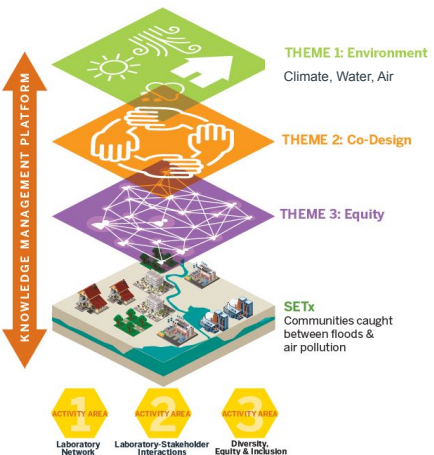 KNOWLEDGE MANAGEMENT PLATFORM
THEME 1: Environment
Climate, Water, Air
THEME 2: Co-Design
THEME 3: Equity
SETx
Communities caught
between floods &
air pollution
1
ACTIVITY AREA
Laboratory
Network
2
ACTIVITY AREA
Laboratory-Stakeholder
Interactions
3
ACTIVITY AREA
Diversity,
Equity & Inclusion